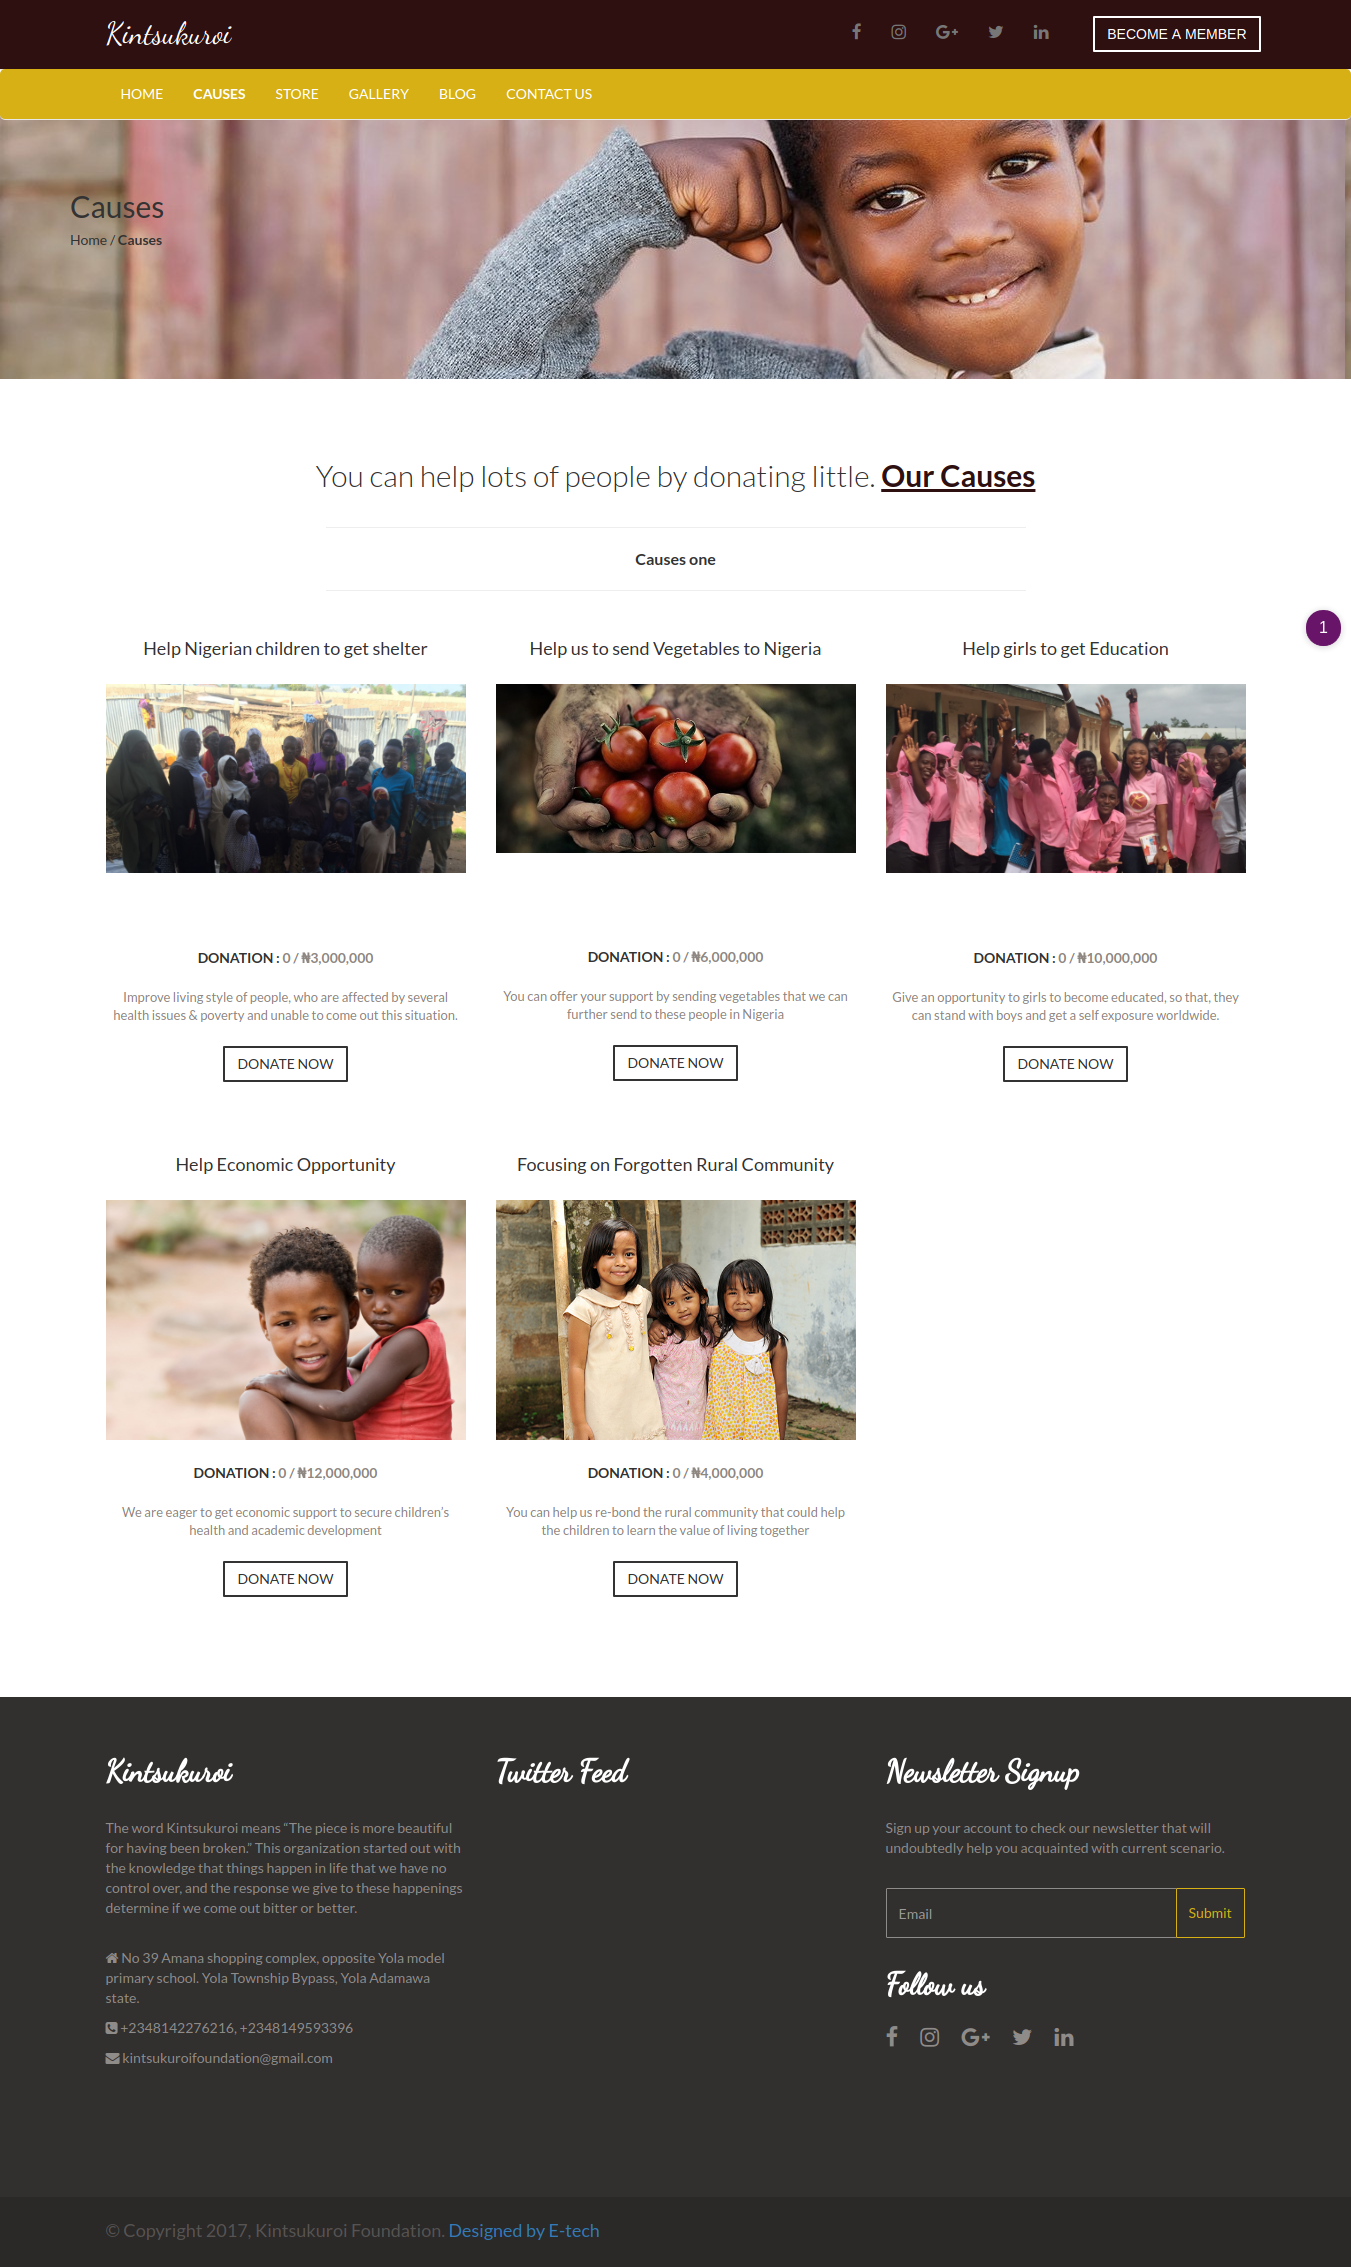 Kintsukuroi
BECOME A MEMBER
HOME CAUSES STORE GALLERY BLOG CONTACT US
Causes
Home / Causes
You can help lots of people by donating little. Our Causes
Causes one
1
Help Nigerian children to get shelter
DONATION : 0 / ₦3,000,000
Improve living style of people, who are affected by several
health issues & poverty and unable to come out this situation.
DONATE NOW
Help us to send Vegetables to Nigeria
DONATION : 0 / ₦6,000,000
You can offer your support by sending vegetables that we can
further send to these people in Nigeria
DONATE NOW
Help girls to get Education
DONATION : 0 / ₦10,000,000
Give an opportunity to girls to become educated, so that, they
can stand with boys and get a self exposure worldwide.
DONATE NOW
Help Economic Opportunity
DONATION : 0 / ₦12,000,000
We are eager to get economic support to secure children’s
health and academic development
DONATE NOW
Focusing on Forgotten Rural Community
DONATION : 0 / ₦4,000,000
You can help us re-bond the rural community that could help
the children to learn the value of living together
DONATE NOW
Kintsukuroi
The word Kintsukuroi means “The piece is more beautiful
for having been broken.” This organization started out with
the knowledge that things happen in life that we have no
control over, and the response we give to these happenings
determine if we come out bitter or better.
No 39 Amana shopping complex, opposite Yola model
primary school. Yola Township Bypass, Yola Adamawa
state.
+2348142276216, +2348149593396
kintsukuroifoundation@gmail.com
Twitter Feed
Newsletter Signup
Sign up your account to check our newsletter that will
undoubtedly help you acquainted with current scenario.
Email
Submit
Follow us
© Copyright 2017, Kintsukuroi Foundation. Designed by E-tech